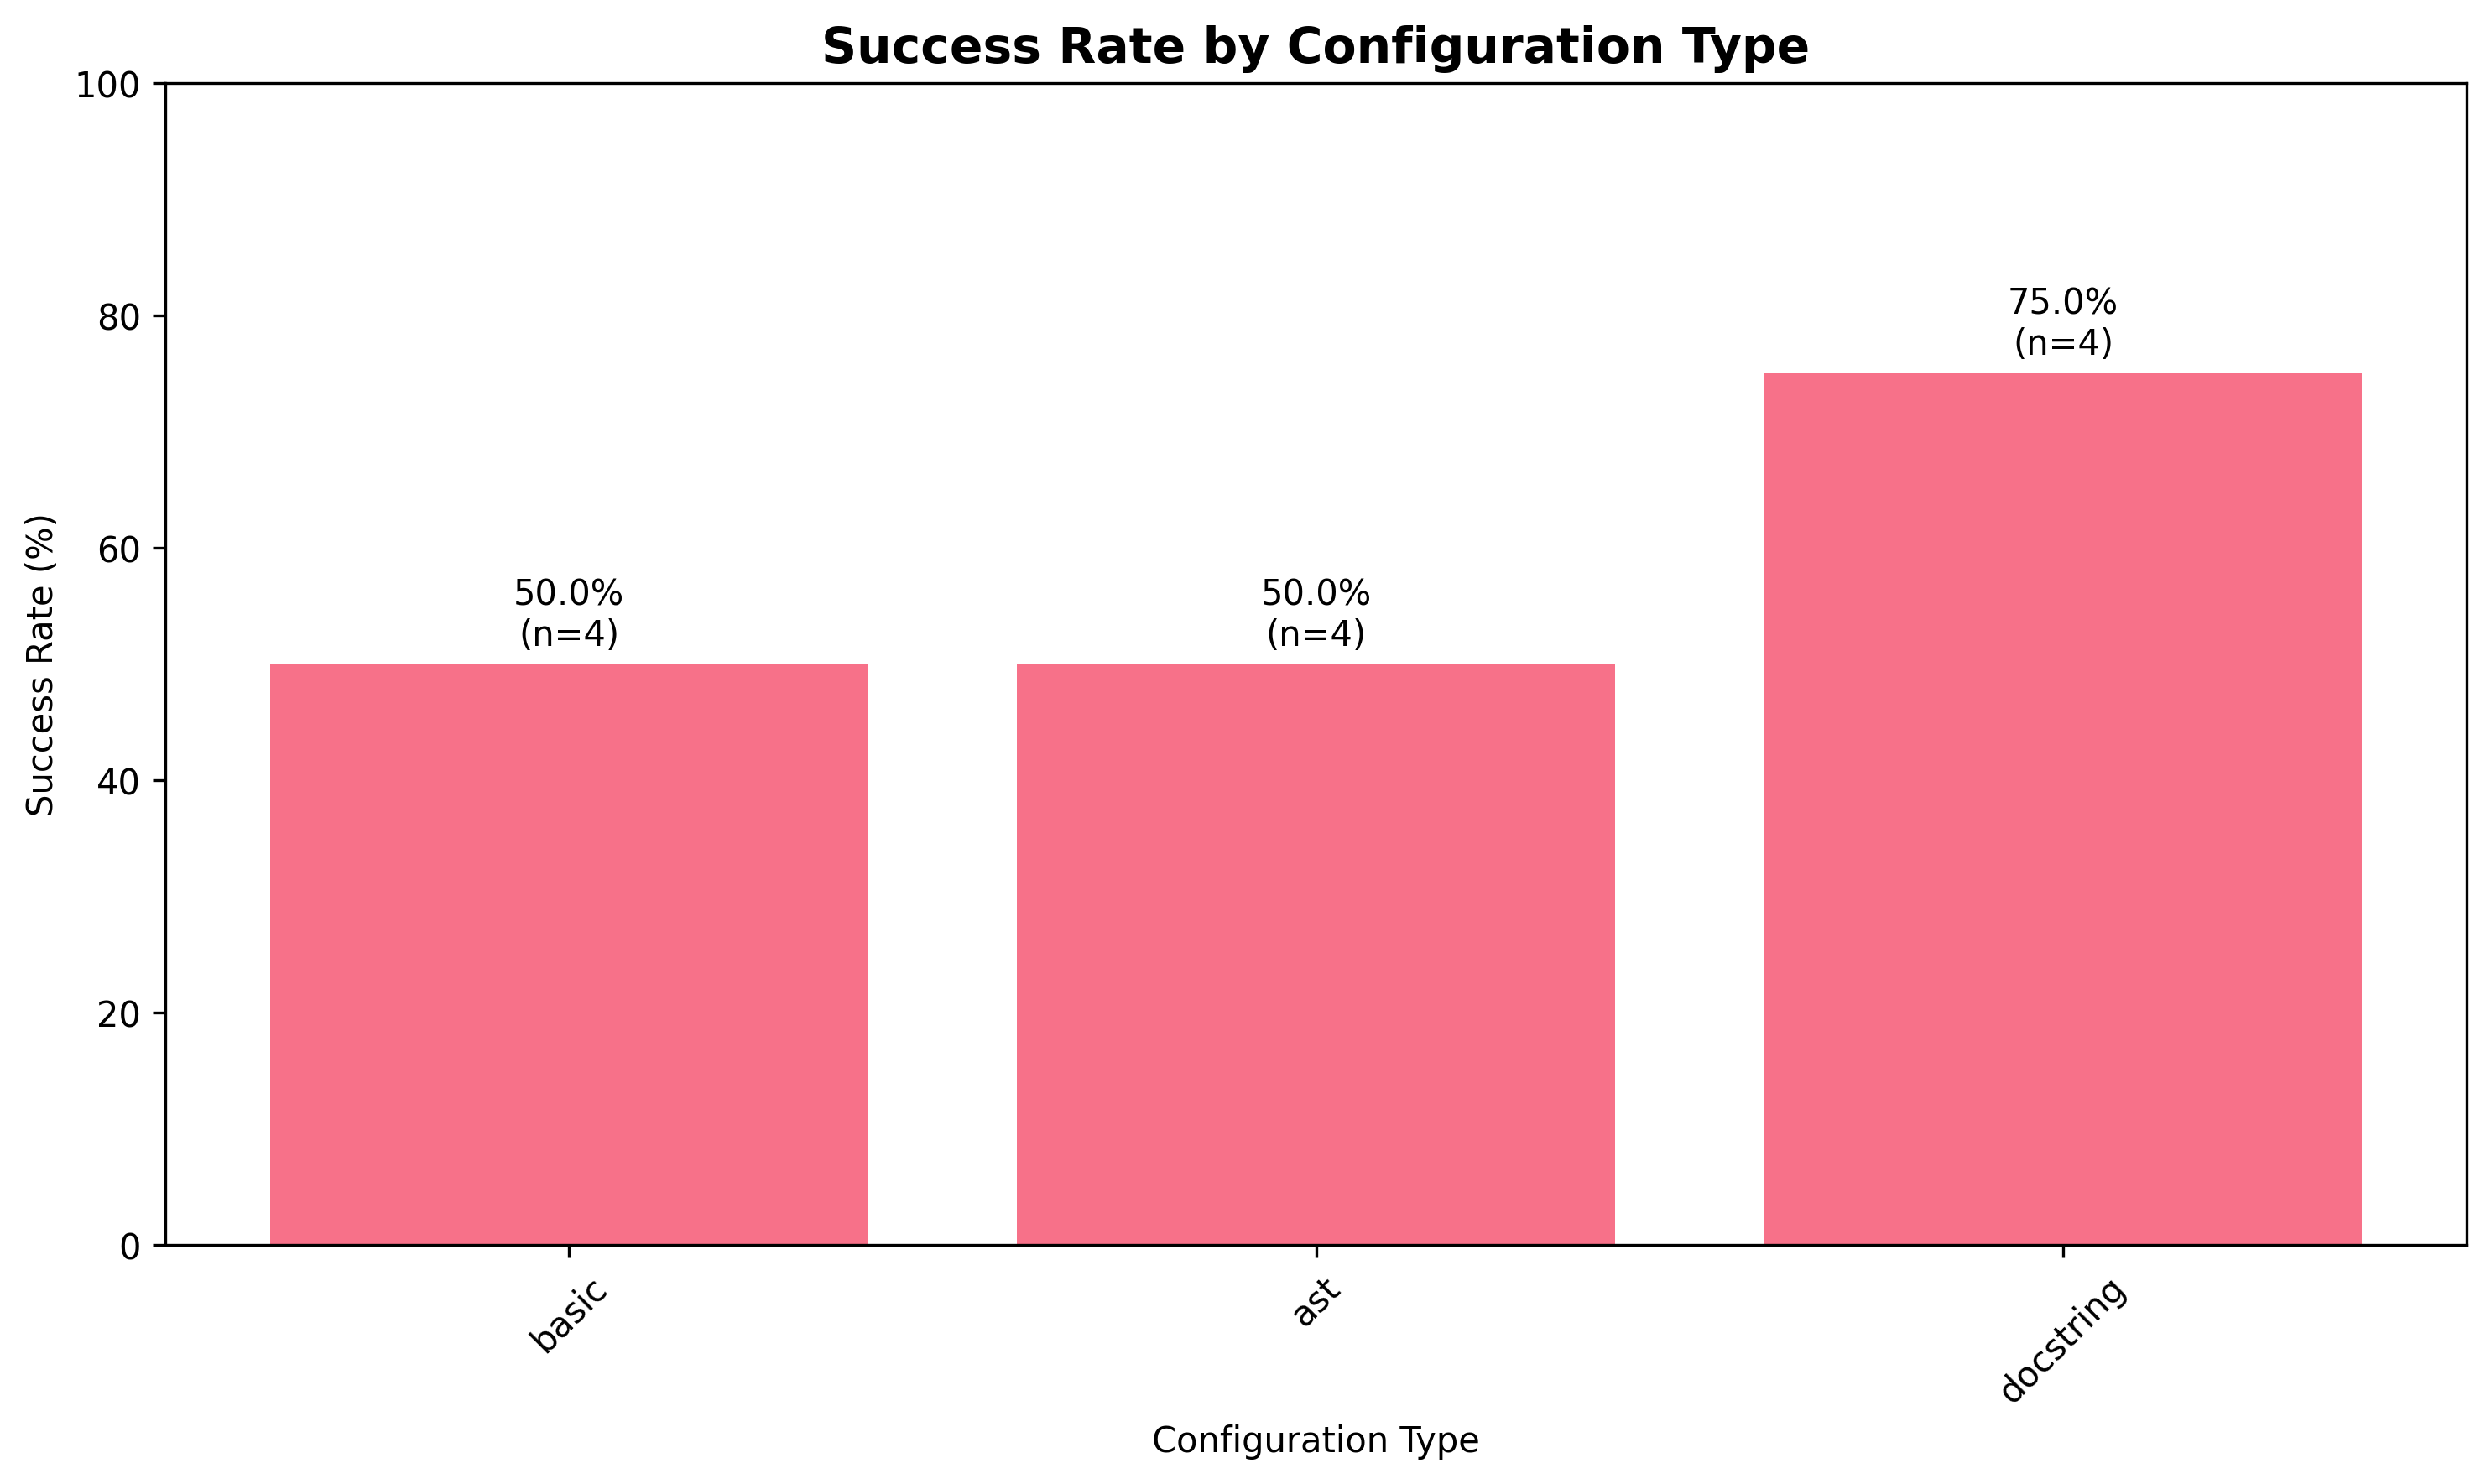 Success Rate by Configuration Type
100
80
60
40
20
0
Success Rate (%)
50.0%
(n=4)
50.0%
(n=4)
75.0%
(n=4)
basic
ast
docstring
Configuration Type